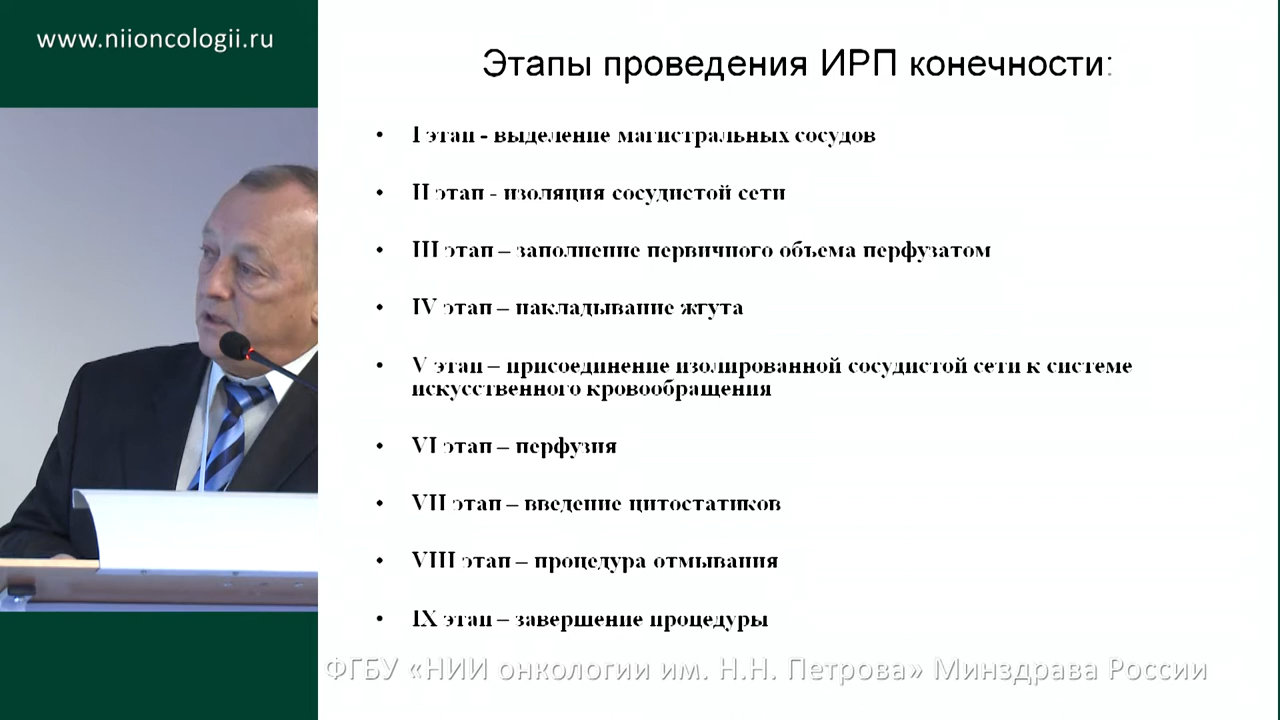 www.niioncologii.ru
Этапы проведения ИРП конечности:
• I этап - выделение магистральных сосудов
• II этап - изоляция сосудистой сети
• III этап – заполнение первичного объема перфузатом
• IV этап – накладывание жгута
• V этап – присоединение изолированной сосудистой сети к системе
искусственного кровообращения
• VI этап – перфузия
• VII этап – введение цитостатиков
• VIII этап – процедура отмывания
• IX этап – завершение процедуры
ФГБУ «НИИ онкологии им. Н.Н. Петрова» Минздрава России